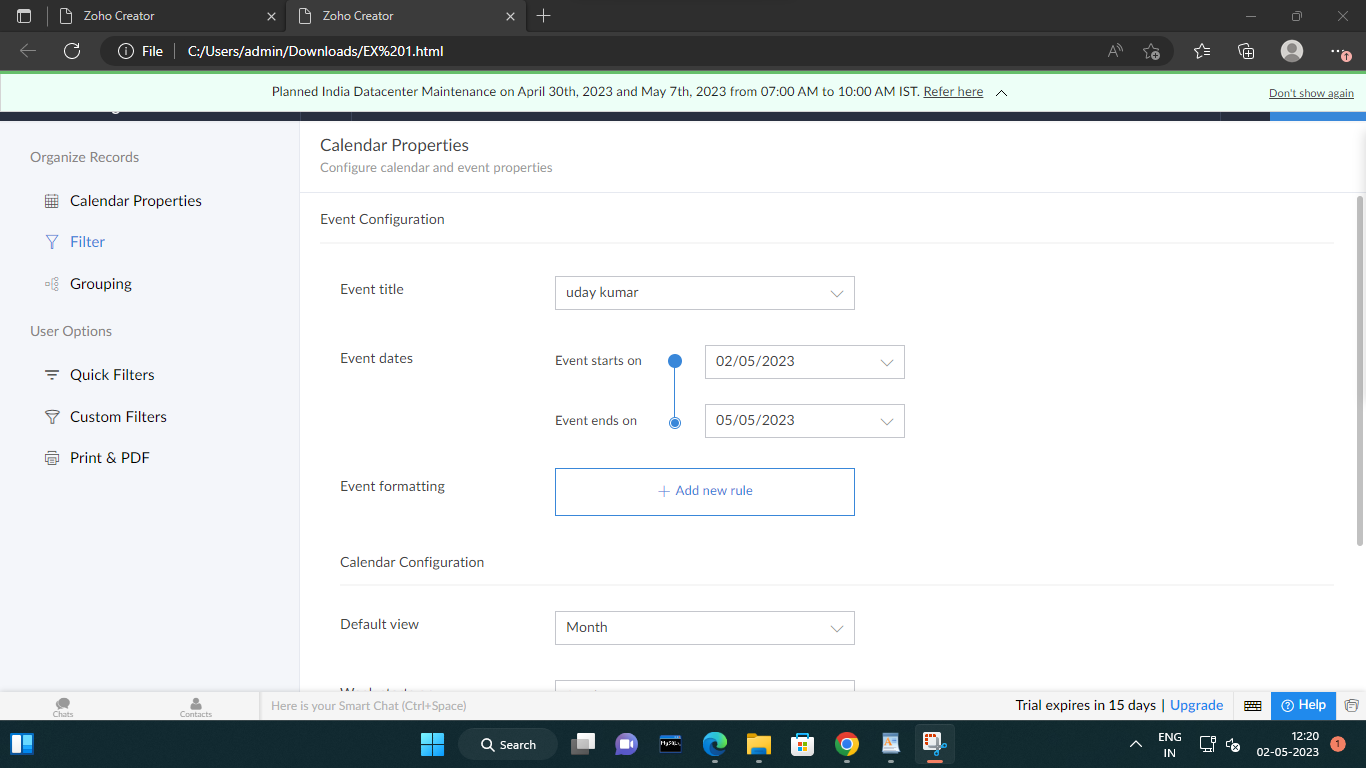 Zoho Creator
Zoho Creator
File
C:/Users/admin/Downloads/EX%201.html
Planned India Datacenter Maintenance on April 30th, 2023 and May 7th, 2023 from 07:00 AM to 10:00 AM IST. Refer here
Don't show again
Organize Records
Calendar Properties
Filter
Grouping
User Options
Quick Filters
Custom Filters
Print & PDF
Calendar Properties
Configure calendar and event properties
Event Configuration
Event title
uday kumar
Event dates
Event starts on
02/05/2023
Event ends on
05/05/2023
Event formatting
Add new rule
Calendar Configuration
Default view
Month
Chats
Contacts
Here is your Smart Chat (Ctrl+Space)
Trial expires in 15 days | Upgrade
Help
Search
MySQL
ENG
IN
12:20
02-05-2023
1